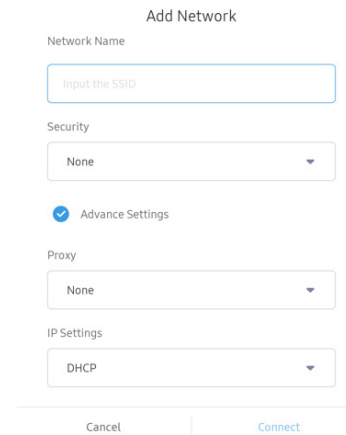 Add Network
Network Name
Input the SSID
Security
None
Advance Settings
Proxy
None
IP Settings
DHCP
Cancel
Connect